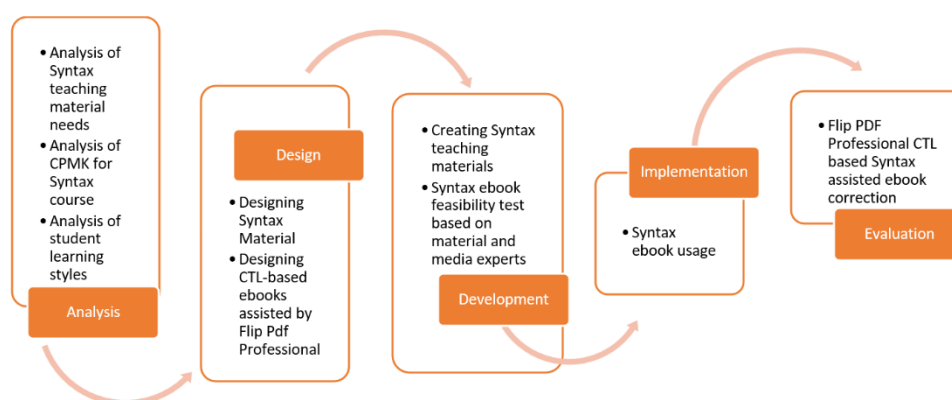 • Analysis of
Syntax
teaching
material
needs
• Analysis of
CPMK for
Syntax
course
• Analysis of
student
learning
styles
Analysis
Design
• Designing
Syntax
Material
• Designing
CTL-based
ebooks
assisted by
Flip Pdf
Professional
• Creating Syntax
teaching
materials
• Syntax ebook
feasibility test
based on
material and
media experts
Development
Implementation
• Syntax
ebook usage
• Flip PDF
Professional CTL
based Syntax
assisted ebook
correction
Evaluation